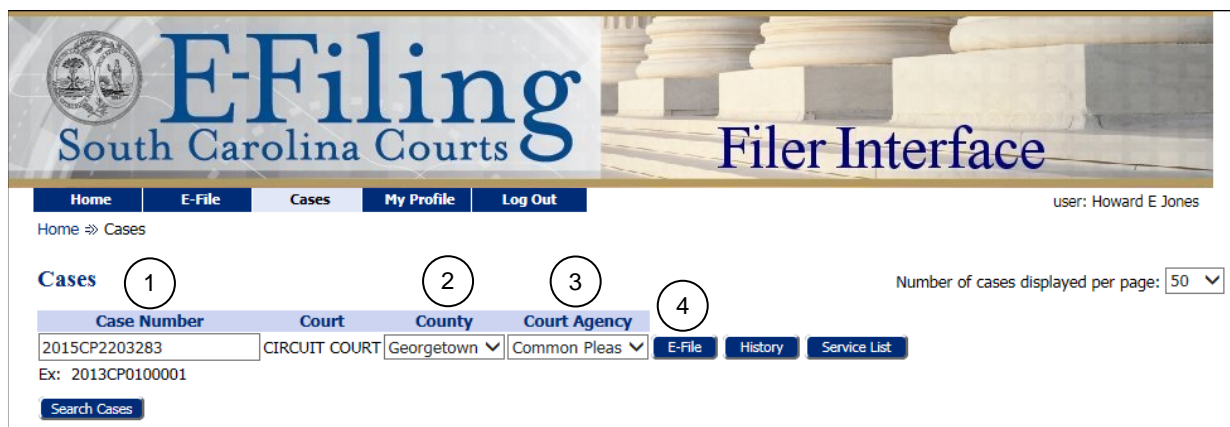 E-Filing
South Carolina Courts
Filer Interface
Home E-File Cases My Profile Log Out user: Howard E Jones
Home ⇒ Cases
Cases 1 2 3 4 Number of cases displayed per page: 50
Case Number Court County Court Agency
2015CP2203283 CIRCUIT COURT Georgetown Common Pleas E-File History Service List
Ex: 2013CP0100001
Search Cases